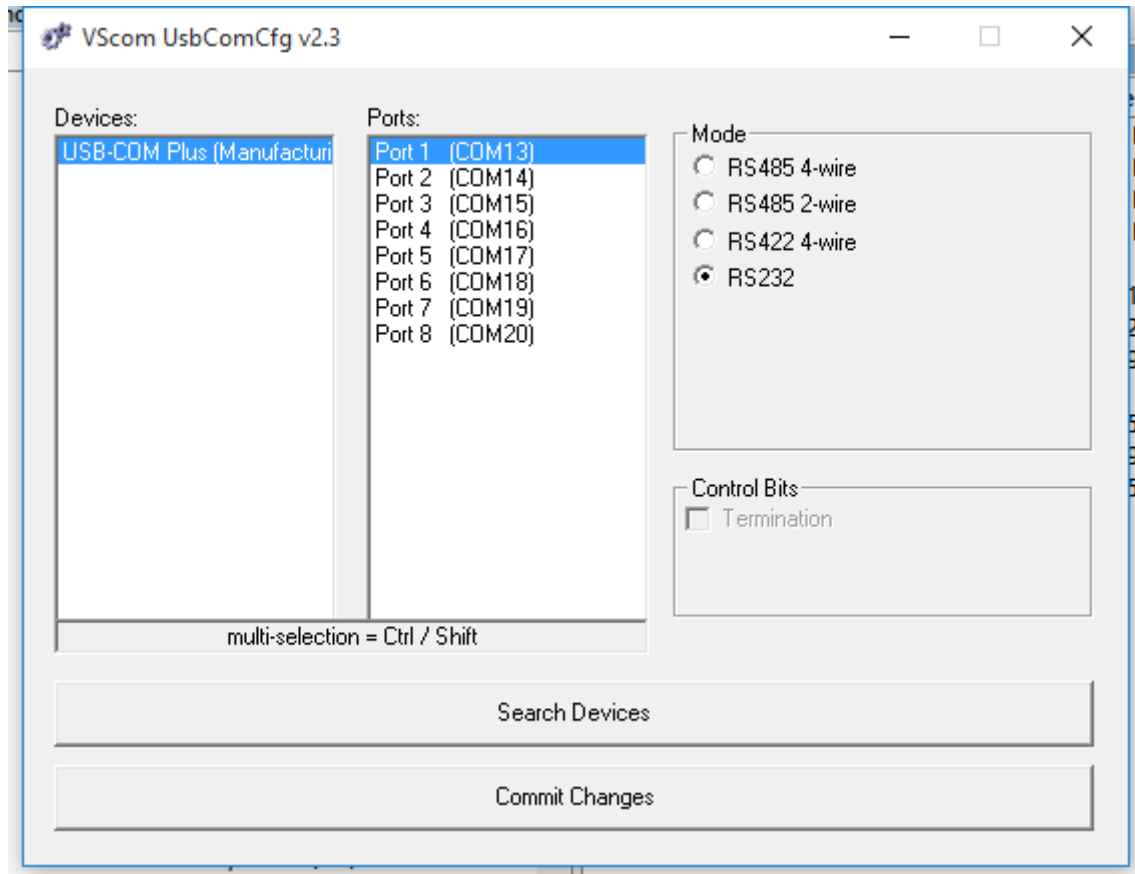 VScom UsbComCfg v2.3
Devices:
USB-COM Plus (Manufacturi
Ports:
Port 1 (COM13)
Port 2 (COM14)
Port 3 (COM15)
Port 4 (COM16)
Port 5 (COM17)
Port 6 (COM18)
Port 7 (COM19)
Port 8 (COM20)
multi-selection = Ctrl / Shift
Mode
RS485 4-wire
RS485 2-wire
RS422 4-wire
RS232
Control Bits
Termination
Search Devices
Commit Changes